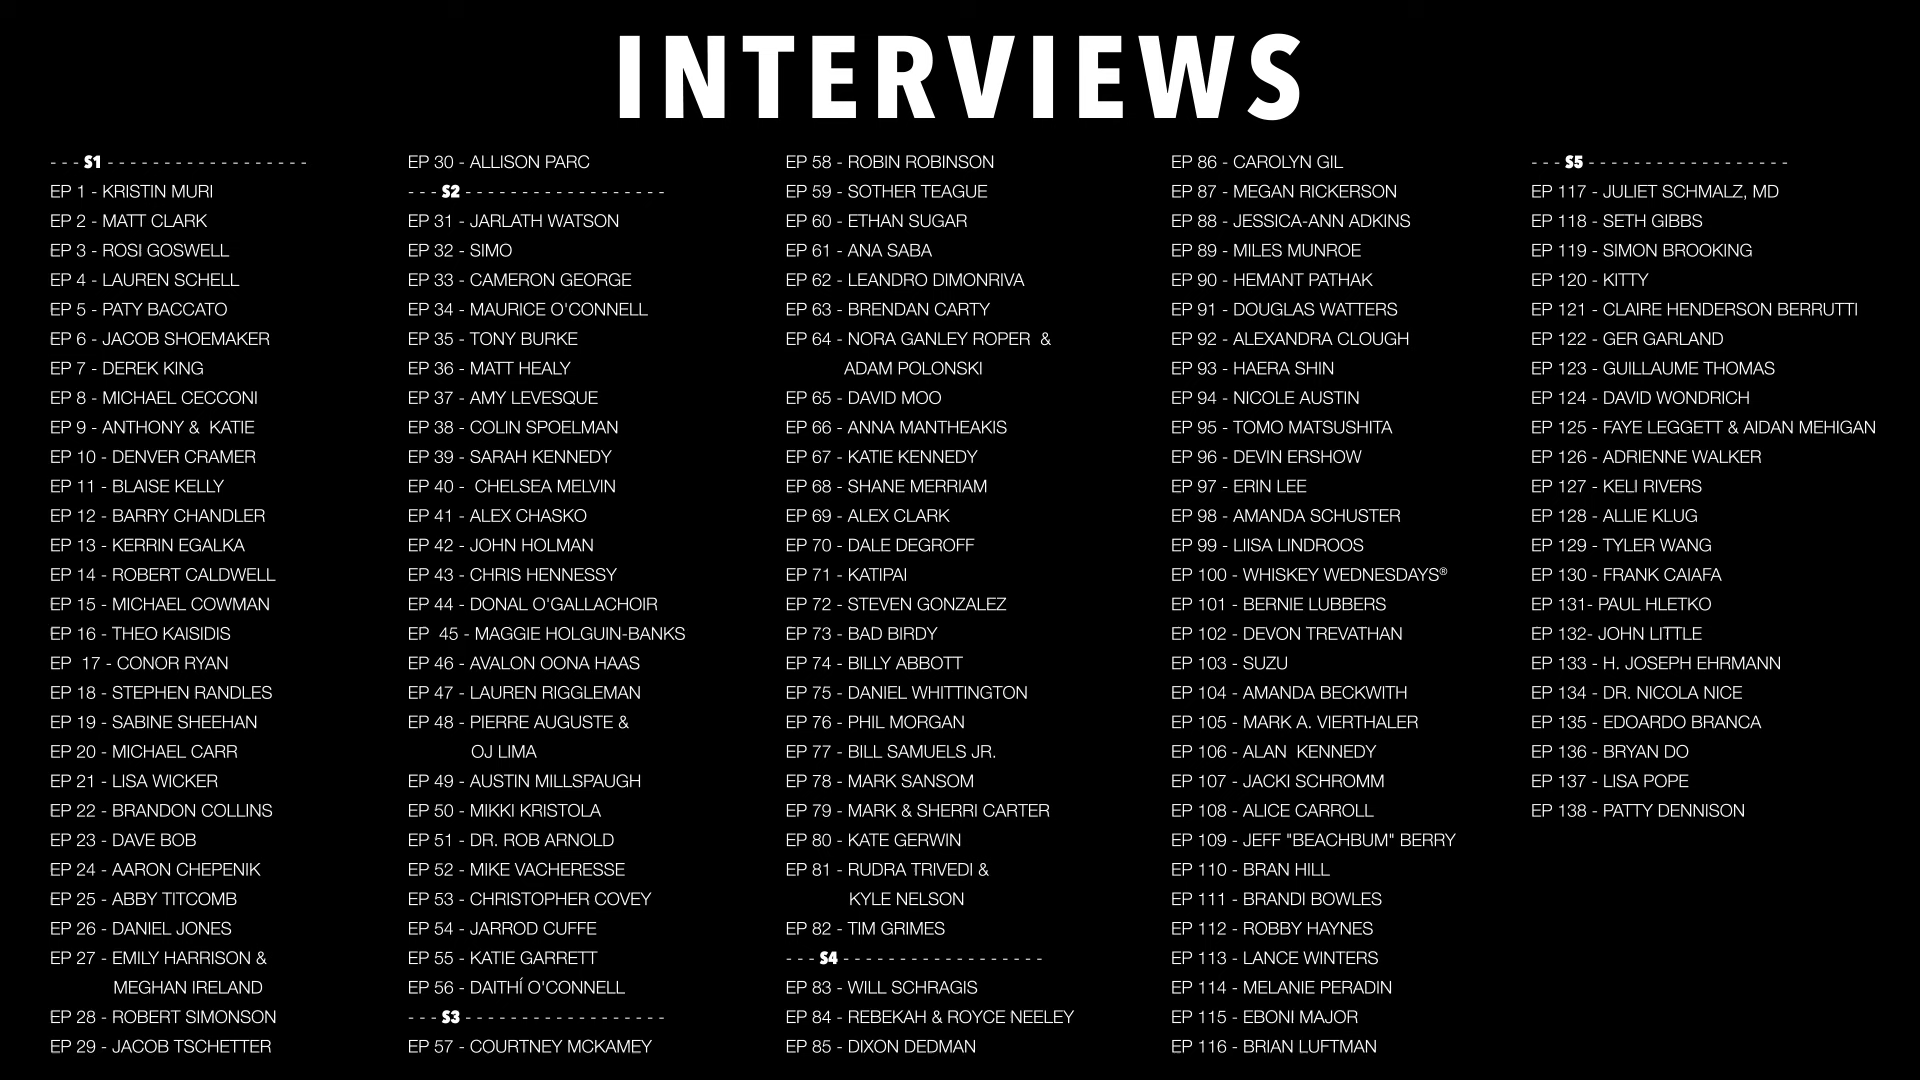 INTERVIEWS
- - - S1 - - - - - - - - - - - - - - - - - -
EP 1 - KRISTIN MURI
EP 2 - MATT CLARK
EP 3 - ROSI GOSWELL
EP 4 - LAUREN SCHELL
EP 5 - PATY BACCATO
EP 6 - JACOB SHOEMAKER
EP 7 - DEREK KING
EP 8 - MICHAEL CECCONI
EP 9 - ANTHONY &  KATIE
EP 10 - DENVER CRAMER
EP 11 - BLAISE KELLY
EP 12 - BARRY CHANDLER
EP 13 - KERRIN EGALKA
EP 14 - ROBERT CALDWELL
EP 15 - MICHAEL COWMAN
EP 16 - THEO KAISIDIS
EP  17 - CONOR RYAN
EP 18 - STEPHEN RANDLES
EP 19 - SABINE SHEEHAN
EP 20 - MICHAEL CARR
EP 21 - LISA WICKER
EP 22 - BRANDON COLLINS
EP 23 - DAVE BOB
EP 24 - AARON CHEPENIK
EP 25 - ABBY TITCOMB
EP 26 - DANIEL JONES
EP 27 - EMILY HARRISON &
MEGHAN IRELAND
EP 28 - ROBERT SIMONSON
EP 29 - JACOB TSCHETTER
EP 30 - ALLISON PARC
- - - S2 - - - - - - - - - - - - - - - - - -
EP 31 - JARLATH WATSON
EP 32 - SIMO
EP 33 - CAMERON GEORGE
EP 34 - MAURICE O'CONNELL
EP 35 - TONY BURKE
EP 36 - MATT HEALY
EP 37 - AMY LEVESQUE
EP 38 - COLIN SPOELMAN
EP 39 - SARAH KENNEDY
EP 40 -  CHELSEA MELVIN
EP 41 - ALEX CHASKO
EP 42 - JOHN HOLMAN
EP 43 - CHRIS HENNESSY
EP 44 - DONAL O'GALLACHOIR
EP  45 - MAGGIE HOLGUIN-BANKS
EP 46 - AVALON OONA HAAS
EP 47 - LAUREN RIGGLEMAN
EP 48 - PIERRE AUGUSTE &
OJ LIMA
EP 49 - AUSTIN MILLSPAUGH
EP 50 - MIKKI KRISTOLA
EP 51 - DR. ROB ARNOLD
EP 52 - MIKE VACHERESSE
EP 53 - CHRISTOPHER COVEY
EP 54 - JARROD CUFFE
EP 55 - KATIE GARRETT
EP 56 - DAITHÍ O'CONNELL
- - - S3 - - - - - - - - - - - - - - - - - -
EP 57 - COURTNEY MCKAMEY
EP 58 - ROBIN ROBINSON
EP 59 - SOTHER TEAGUE
EP 60 - ETHAN SUGAR
EP 61 - ANA SABA
EP 62 - LEANDRO DIMONRIVA
EP 63 - BRENDAN CARTY
EP 64 - NORA GANLEY ROPER  &
ADAM POLONSKI
EP 65 - DAVID MOO
EP 66 - ANNA MANTHEAKIS
EP 67 - KATIE KENNEDY
EP 68 - SHANE MERRIAM
EP 69 - ALEX CLARK
EP 70 - DALE DEGROFF
EP 71 - KATIPAI
EP 72 - STEVEN GONZALEZ
EP 73 - BAD BIRDY
EP 74 - BILLY ABBOTT
EP 75 - DANIEL WHITTINGTON
EP 76 - PHIL MORGAN
EP 77 - BILL SAMUELS JR.
EP 78 - MARK SANSOM
EP 79 - MARK & SHERRI CARTER
EP 80 - KATE GERWIN
EP 81 - RUDRA TRIVEDI &
KYLE NELSON
EP 82 - TIM GRIMES
- - - S4 - - - - - - - - - - - - - - - - - -
EP 83 - WILL SCHRAGIS
EP 84 - REBEKAH & ROYCE NEELEY
EP 85 - DIXON DEDMAN
EP 86 - CAROLYN GIL
EP 87 - MEGAN RICKERSON
EP 88 - JESSICA-ANN ADKINS
EP 89 - MILES MUNROE
EP 90 - HEMANT PATHAK
EP 91 - DOUGLAS WATTERS
EP 92 - ALEXANDRA CLOUGH
EP 93 - HAERA SHIN
EP 94 - NICOLE AUSTIN
EP 95 - TOMO MATSUSHITA
EP 96 - DEVIN ERSHOW
EP 97 - ERIN LEE
EP 98 - AMANDA SCHUSTER
EP 99 - LIISA LINDROOS
EP 100 - WHISKEY WEDNESDAYS®
EP 101 - BERNIE LUBBERS
EP 102 - DEVON TREVATHAN
EP 103 - SUZU
EP 104 - AMANDA BECKWITH
EP 105 - MARK A. VIERTHALER
EP 106 - ALAN  KENNEDY
EP 107 - JACKI SCHROMM
EP 108 - ALICE CARROLL
EP 109 - JEFF "BEACHBUM" BERRY
EP 110 - BRAN HILL
EP 111 - BRANDI BOWLES
EP 112 - ROBBY HAYNES
EP 113 - LANCE WINTERS
EP 114 - MELANIE PERADIN
EP 115 - EBONI MAJOR
EP 116 - BRIAN LUFTMAN
- - - S5 - - - - - - - - - - - - - - - - - -
EP 117 - JULIET SCHMALZ, MD
EP 118 - SETH GIBBS
EP 119 - SIMON BROOKING
EP 120 - KITTY
EP 121 - CLAIRE HENDERSON BERRUTTI
EP 122 - GER GARLAND
EP 123 - GUILLAUME THOMAS
EP 124 - DAVID WONDRICH
EP 125 - FAYE LEGGETT & AIDAN MEHIGAN
EP 126 - ADRIENNE WALKER
EP 127 - KELI RIVERS
EP 128 - ALLIE KLUG
EP 129 - TYLER WANG
EP 130 - FRANK CAIAFA
EP 131- PAUL HLETKO
EP 132- JOHN LITTLE
EP 133 - H. JOSEPH EHRMANN
EP 134 - DR. NICOLA NICE
EP 135 - EDOARDO BRANCA
EP 136 - BRYAN DO
EP 137 - LISA POPE
EP 138 - PATTY DENNISON